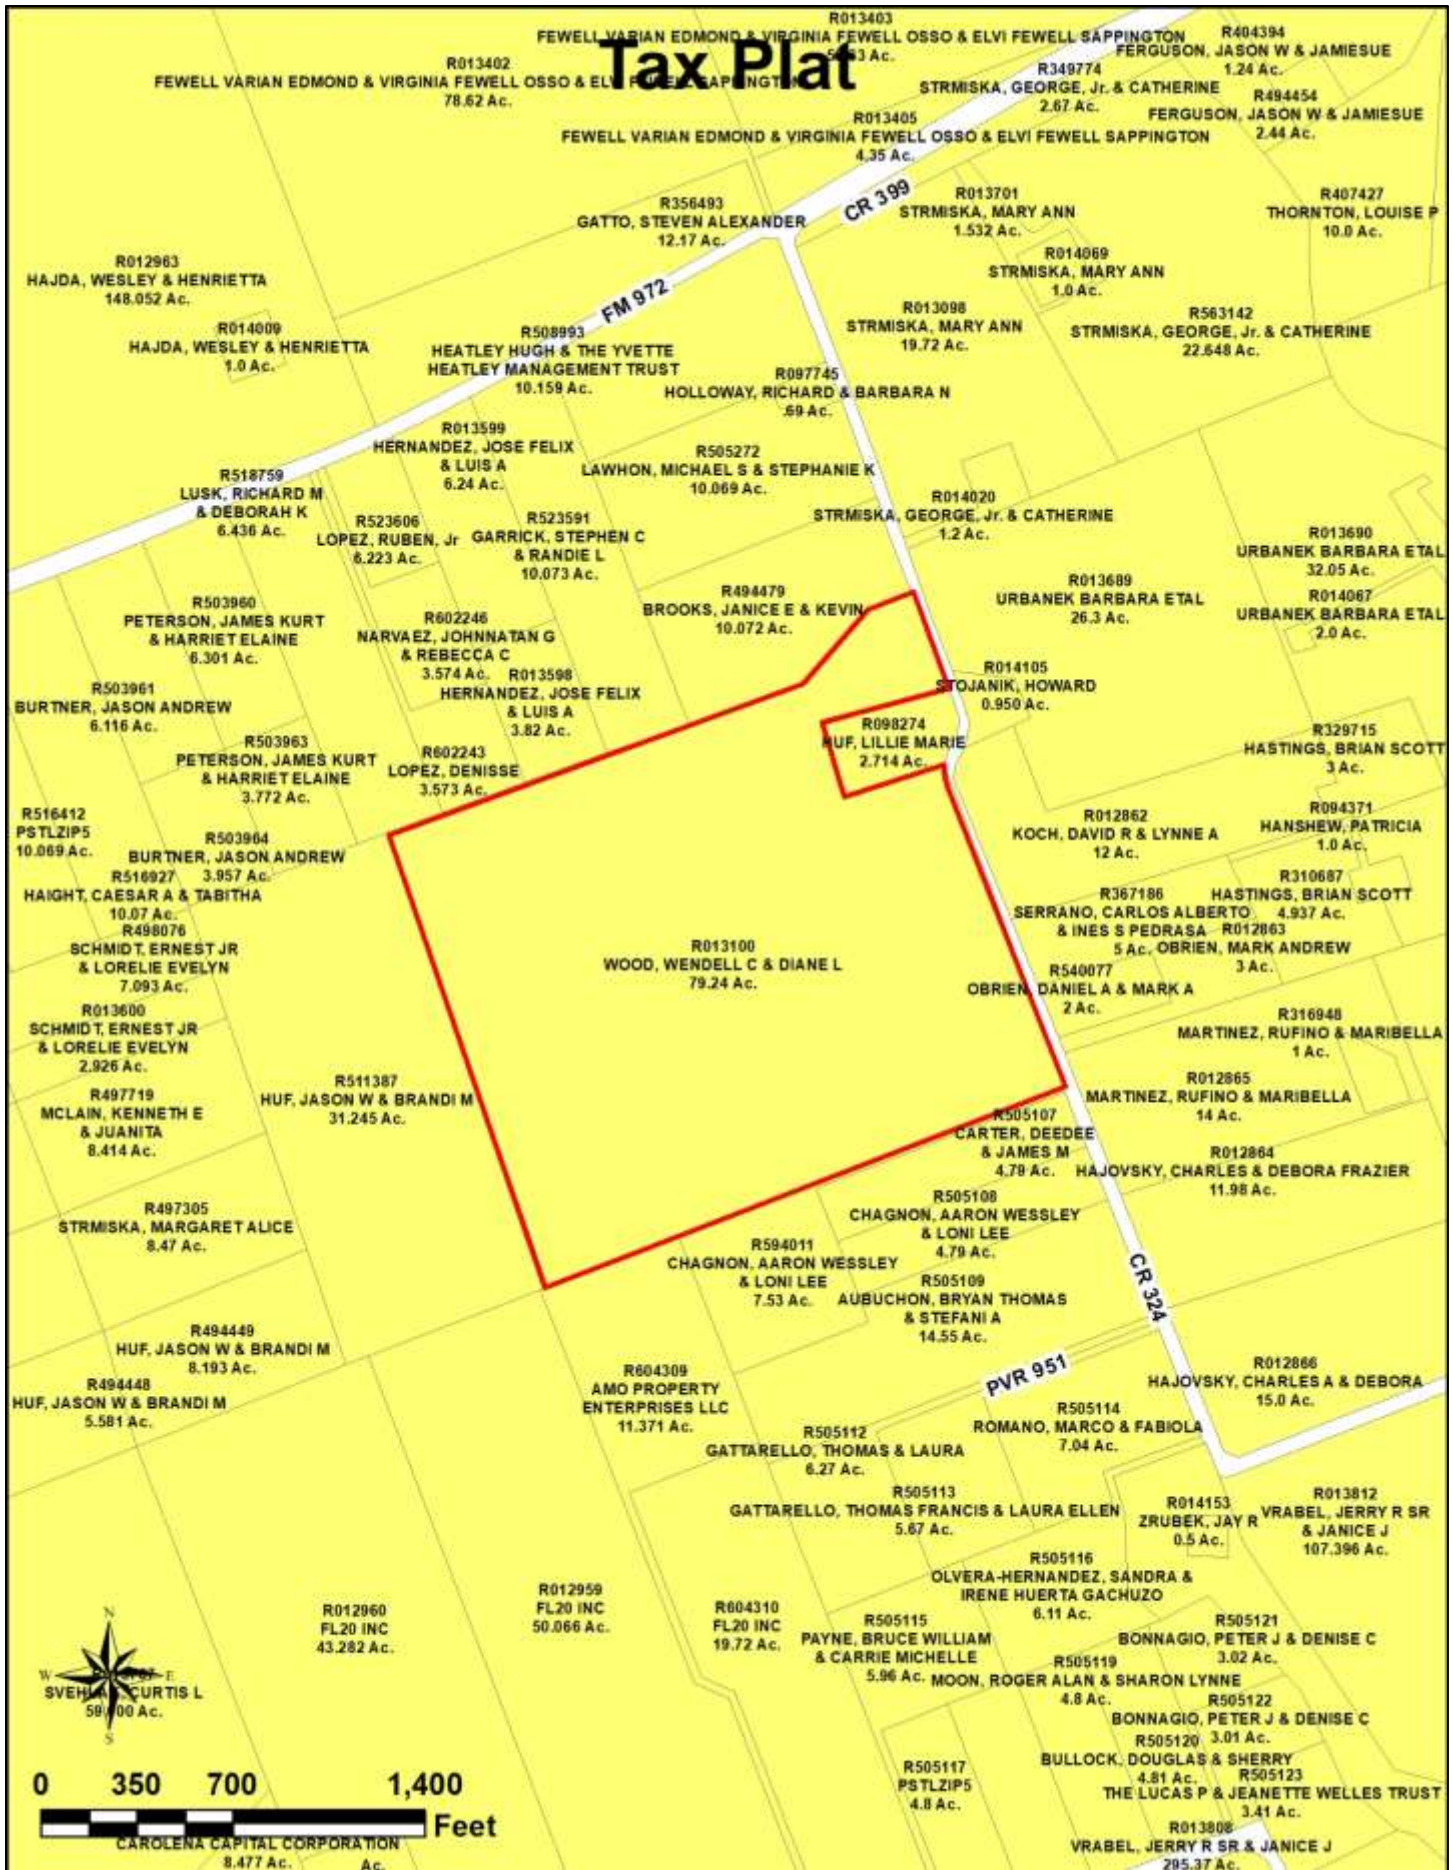 Tax Plat
R013403
FEWELL VARIAN EDMOND & VIRGINIA FEWELL OSSO & ELVI FEWELL SAPPINGTON
R404394
FERGUSON, JASON W & JAMIESUE
1.24 Ac.
R013402
FEWELL VARIAN EDMOND & VIRGINIA FEWELL OSSO &
78.62 Ac.
R349774
STRMISKA, GEORGE, Jr. & CATHERINE
2.67 Ac.
R494454
FERGUSON, JASON W & JAMIESUE
2.44 Ac.
R013405
FEWELL VARIAN EDMOND & VIRGINIA FEWELL OSSO & ELVI FEWELL SAPPINGTON
4.35 Ac.
CR 399
R356493
GATTO, STEVEN ALEXANDER
12.17 Ac.
R013701
STRMISKA, MARY ANN
1.532 Ac.
R407427
THORNTON, LOUISE P
10.0 Ac.
R012963
HAJDA, WESLEY & HENRIETTA
148.052 Ac.
R014069
STRMISKA, MARY ANN
1.0 Ac.
FM 972
R014009
HAJDA, WESLEY & HENRIETTA
1.0 Ac.
R508993
HEATLEY HUGH & THE YVETTE
HEATLEY MANAGEMENT TRUST
10.159 Ac.
R013098
STRMISKA, MARY ANN
19.72 Ac.
R563142
STRMISKA, GEORGE, Jr. & CATHERINE
22.648 Ac.
R097745
HOLLOWAY, RICHARD & BARBARA N
.69 Ac.
R013599
HERNANDEZ, JOSE FELIX
& LUIS A
6.24 Ac.
R505272
LAWHON, MICHAEL S & STEPHANIE K
10.069 Ac.
R518759
LUSK, RICHARD M
& DEBORAH K
6.436 Ac.
R523606
LOPEZ, RUBEN, Jr
6.223 Ac.
R523591
GARRICK, STEPHEN C
& RANDIE L
10.073 Ac.
R014020
STRMISKA, GEORGE, Jr. & CATHERINE
1.2 Ac.
R013690
URBANEK BARBARA ETAL
32.05 Ac.
R494479
BROOKS, JANICE E & KEVIN
10.072 Ac.
R013689
URBANEK BARBARA ETAL
26.3 Ac.
R014067
URBANEK BARBARA ETAL
2.0 Ac.
R503960
PETERSON, JAMES KURT
& HARRIET ELAINE
6.301 Ac.
R602246
NARVAEZ, JOHNNATAN G
& REBECCA C
3.574 Ac.
R013598
HERNANDEZ, JOSE FELIX
& LUIS A
3.82 Ac.
R014105
STOJANIK, HOWARD
0.950 Ac.
R503961
BURTNER, JASON ANDREW
6.116 Ac.
R098274
HUF, LILLIE MARIE
2.714 Ac.
R329715
HASTINGS, BRIAN SCOTT
3 Ac.
R503963
PETERSON, JAMES KURT
& HARRIET ELAINE
3.772 Ac.
R602243
LOPEZ, DENISSE
3.573 Ac.
R516412
PSTLZIP5
10.069 Ac.
R012862
KOCH, DAVID R & LYNNE A
12 Ac.
R094371
HANSHEW, PATRICIA
1.0 Ac.
R503964
BURTNER, JASON ANDREW
3.957 Ac.
R516927
HAIGHT, CAESAR A & TABITHA
10.07 Ac.
R310687
HASTINGS, BRIAN SCOTT
4.937 Ac.
R367186
SERRANO, CARLOS ALBERTO
& INES S PEDRASA
5 Ac.
R012863
OBRIEN, MARK ANDREW
3 Ac.
R498076
SCHMIDT, ERNEST JR
& LORELIE EVELYN
7.093 Ac.
R013100
WOOD, WENDELL C & DIANE L
79.24 Ac.
R540077
OBRIEN, DANIEL A & MARK A
2 Ac.
R013600
SCHMIDT, ERNEST JR
& LORELIE EVELYN
2.926 Ac.
R316948
MARTINEZ, RUFINO & MARIBELLA
1 Ac.
R511387
HUF, JASON W & BRANDI M
31.245 Ac.
R497719
MCLAIN, KENNETH E
& JUANITA
8.414 Ac.
R012865
MARTINEZ, RUFINO & MARIBELLA
14 Ac.
R505107
CARTER, DEEDEE
& JAMES M
4.79 Ac.
R012864
HAJOVSKY, CHARLES & DEBORA FRAZIER
11.98 Ac.
R497305
STRMISKA, MARGARET ALICE
8.47 Ac.
R505108
CHAGNON, AARON WESSLEY
& LONI LEE
4.79 Ac.
R594011
CHAGNON, AARON WESSLEY
& LONI LEE
7.53 Ac.
R505109
AUBUCHON, BRYAN THOMAS
& STEFANI A
14.55 Ac.
CR 324
R494449
HUF, JASON W & BRANDI M
8.193 Ac.
R604309
AMO PROPERTY
ENTERPRISES LLC
11.371 Ac.
PVR 951
R012866
HAJOVSKY, CHARLES A & DEBORA
15.0 Ac.
R494448
HUF, JASON W & BRANDI M
5.581 Ac.
R505114
ROMANO, MARCO & FABIOLA
7.04 Ac.
R505112
GATTARELLO, THOMAS & LAURA
6.27 Ac.
R505113
GATTARELLO, THOMAS FRANCIS & LAURA ELLEN
5.67 Ac.
R014153
ZRUBEK, JAY R
0.5 Ac.
R013812
VRABEL, JERRY R SR
& JANICE J
107.396 Ac.
R505116
OLVERA-HERNANDEZ, SANDRA &
IRENE HUERTA GACHUZO
6.11 Ac.
R012960
FL20 INC
43.282 Ac.
R012959
FL20 INC
50.066 Ac.
R604310
FL20 INC
19.72 Ac.
R505115
PAYNE, BRUCE WILLIAM
& CARRIE MICHELLE
5.96 Ac.
R505121
BONNAGIO, PETER J & DENISE C
3.02 Ac.
R505119
MOON, ROGER ALAN & SHARON LYNNE
4.8 Ac.
N
W E
S
CURTIS L
R505122
BONNAGIO, PETER J & DENISE C
3.01 Ac.
R505120
BULLOCK, DOUGLAS & SHERRY
4.81 Ac.
R505117
PSTLZIP5
4.8 Ac.
R505123
THE LUCAS P & JEANETTE WELLES TRUST
3.41 Ac.
0 350 700 1,400
Feet
CAROLENA CAPITAL CORPORATION
8.477 Ac.
Ac.
R013808
VRABEL, JERRY R SR & JANICE J
295.37 Ac.